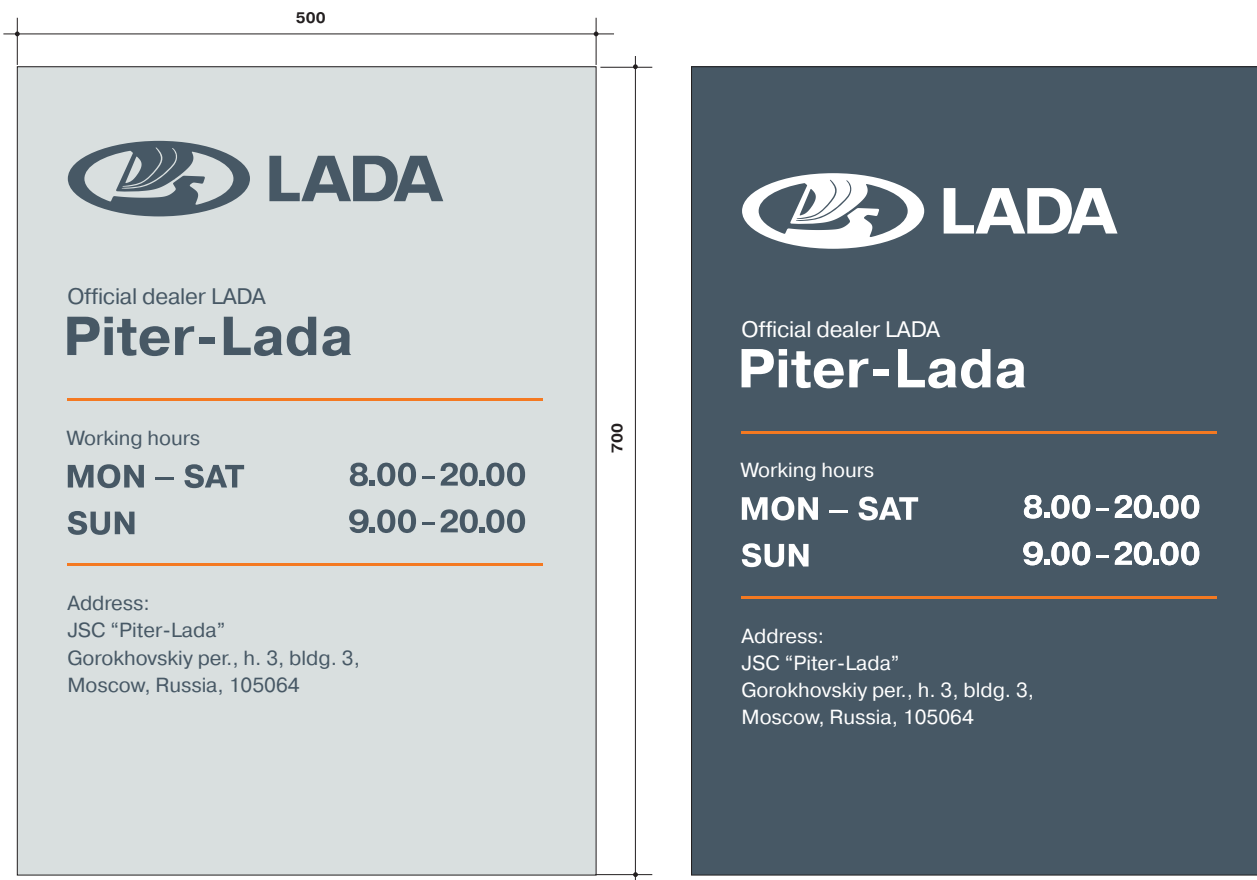 500
LADA
Official dealer LADA
Piter-Lada
Working hours
MON – SAT 8.00 – 20.00
SUN 9.00 – 20.00
Address:
JSC “Piter-Lada”
Gorokhovskiy per., h. 3, bldg. 3,
Moscow, Russia, 105064
700
LADA
Official dealer LADA
Piter-Lada
Working hours
MON – SAT 8.00 – 20.00
SUN 9.00 – 20.00
Address:
JSC “Piter-Lada”
Gorokhovskiy per., h. 3, bldg. 3,
Moscow, Russia, 105064